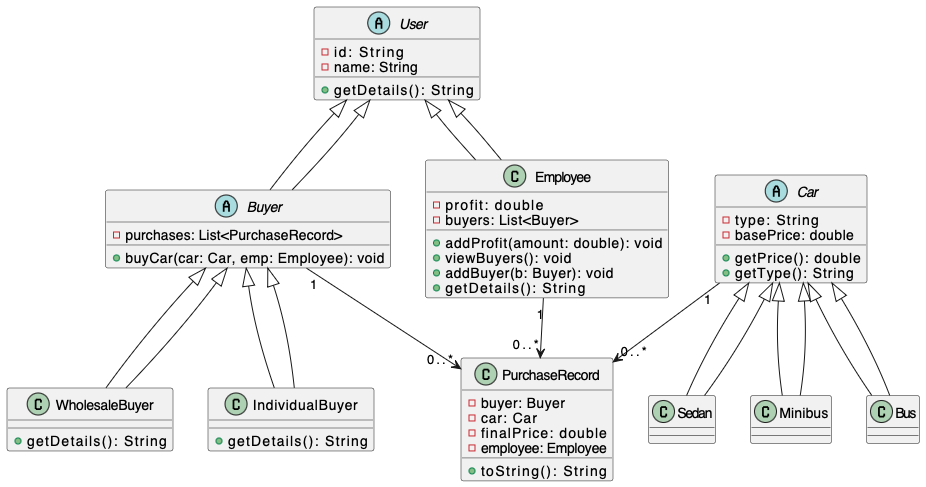 A User
id: String
name: String
getDetails(): String
A Buyer
purchases: List<PurchaseRecord>
buyCar(car: Car, emp: Employee): void
C Employee
profit: double
buyers: List<Buyer>
addProfit(amount: double): void
viewBuyers(): void
addBuyer(b: Buyer): void
getDetails(): String
A Car
type: String
basePrice: double
getPrice(): double
getType(): String
1
1
1
0..*
0..*
0..*
C WholesaleBuyer
getDetails(): String
C IndividualBuyer
getDetails(): String
C PurchaseRecord
buyer: Buyer
car: Car
finalPrice: double
employee: Employee
toString(): String
C Sedan
C Minibus
C Bus